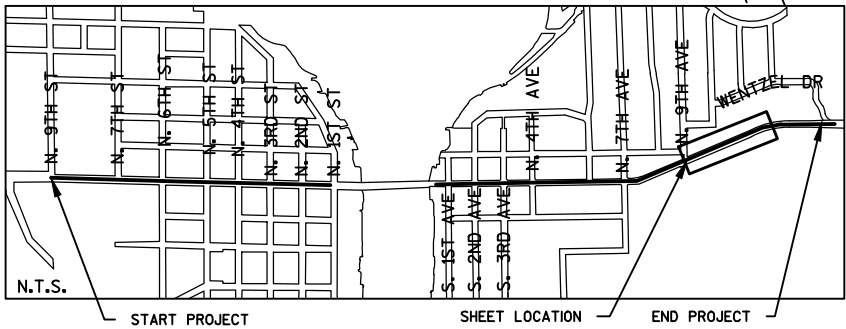 N. 9TH ST
N. 7TH ST
N. 6TH ST
N. 5TH ST
N. 4TH ST
N. 3RD ST
N. 2ND ST
N. 1ST ST
N. 4TH AVE
N. 7TH AVE
N. 9TH AVE
WENTZEL DR
S. 1ST AVE
S. 2ND AVE
S. 3RD AVE
N.T.S.
START PROJECT
SHEET LOCATION
END PROJECT